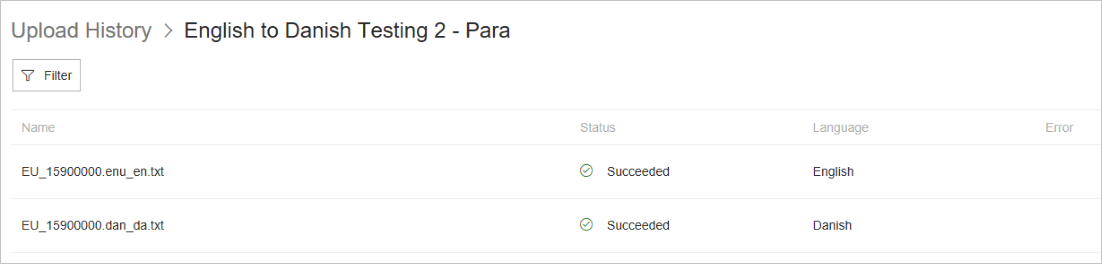 Upload History > English to Danish Testing 2 - Para
Filter
Name Status Language Error
EU_15900000.enu_en.txt Succeeded English
EU_15900000.dan_da.txt Succeeded Danish